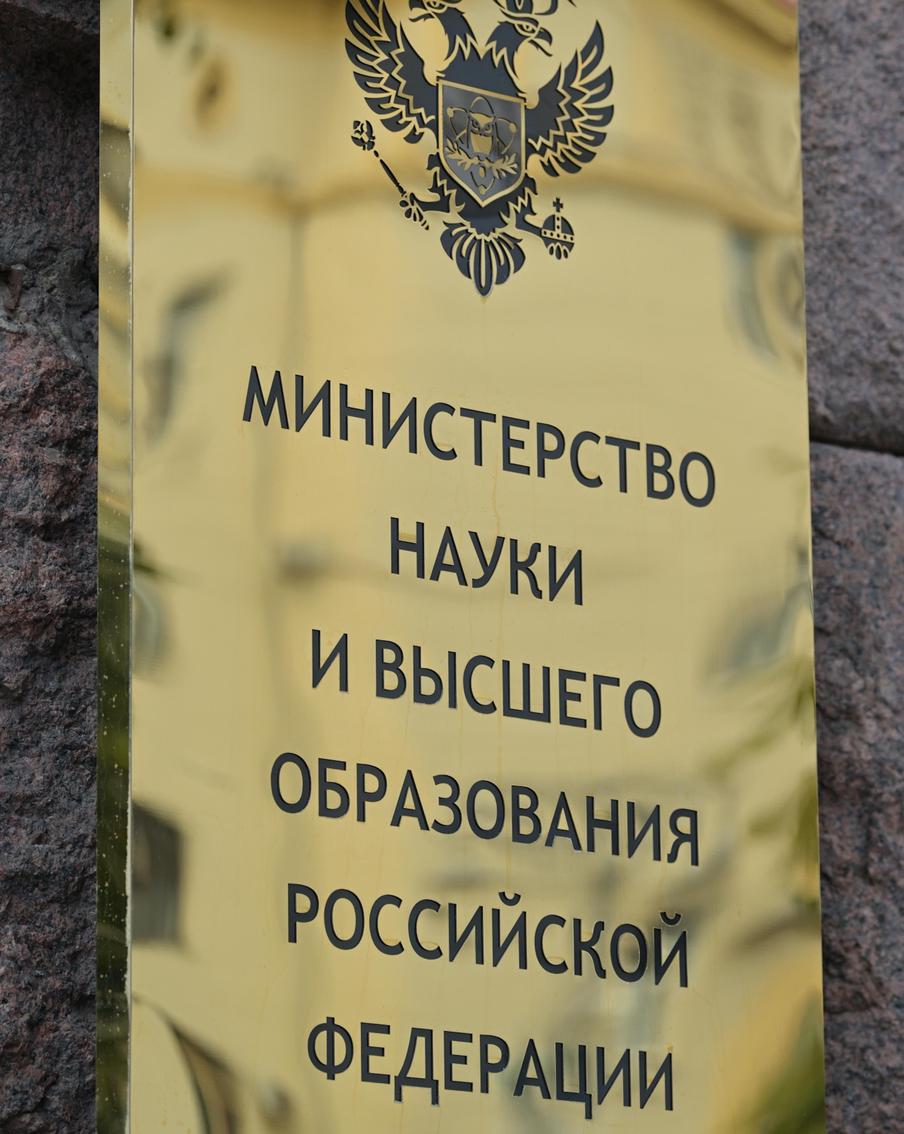 МИНИСТЕРСТВО
НАУКИ
И ВЫСШЕГО
ОБРАЗОВАНИЯ
РОССИЙСКОЙ
ФЕДЕРАЦИИ